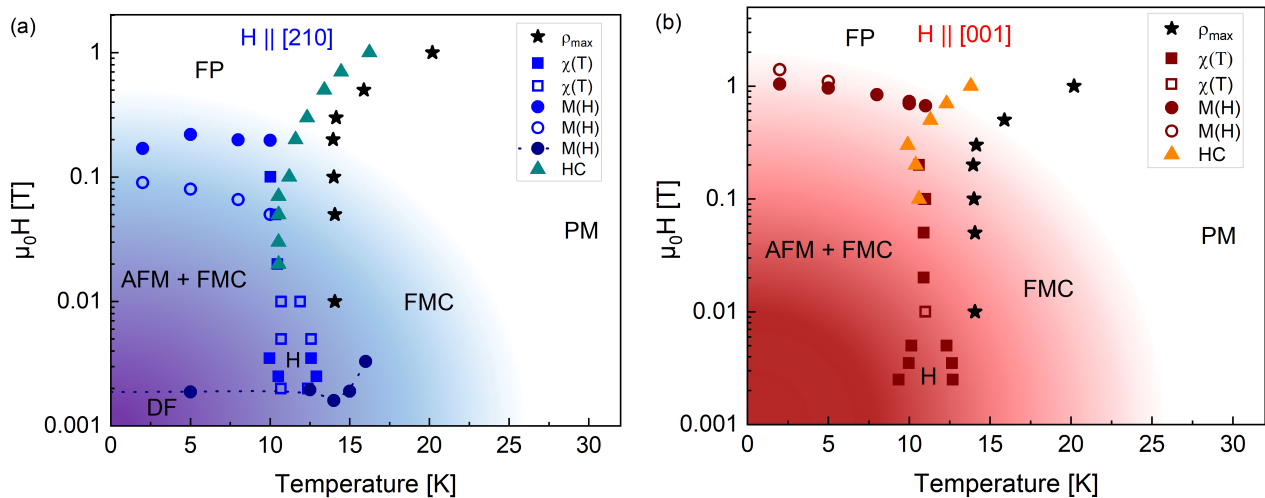 (a)
H || [210]
FP
ρmax
χ(T)
χ(T)
M(H)
M(H)
M(H)
HC
AFM + FMC
FMC
PM
H
DF
1
0.1
0.01
0.001
μ0H [T]
0 5 10 15 20 25 30
Temperature [K]
(b)
FP
H || [001]
ρmax
χ(T)
χ(T)
M(H)
M(H)
HC
AFM + FMC
FMC
PM
H
1
0.1
0.01
0.001
μ0H [T]
0 5 10 15 20 25 30
Temperature [K]